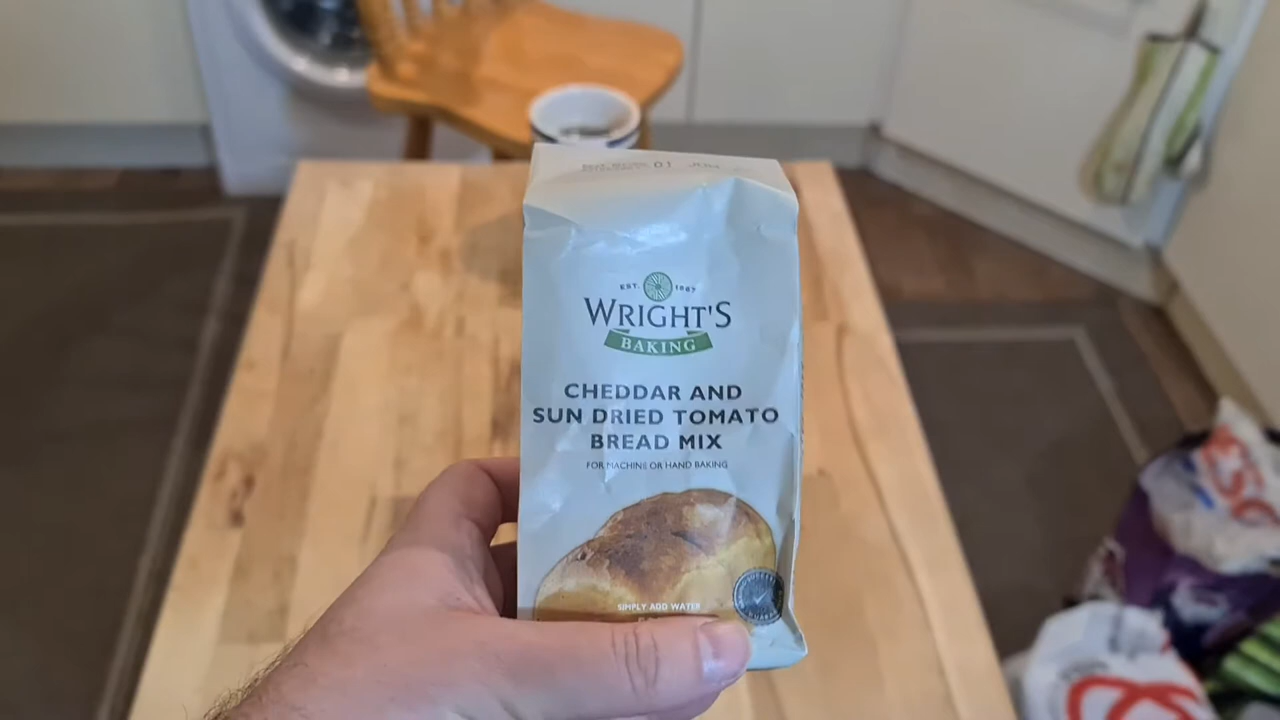 01
EST. 1867
WRIGHT'S
BAKING
CHEDDAR AND
SUN DRIED TOMATO
BREAD MIX
FOR MACHINE OR HAND BAKING
SIMPLY ADD WATER